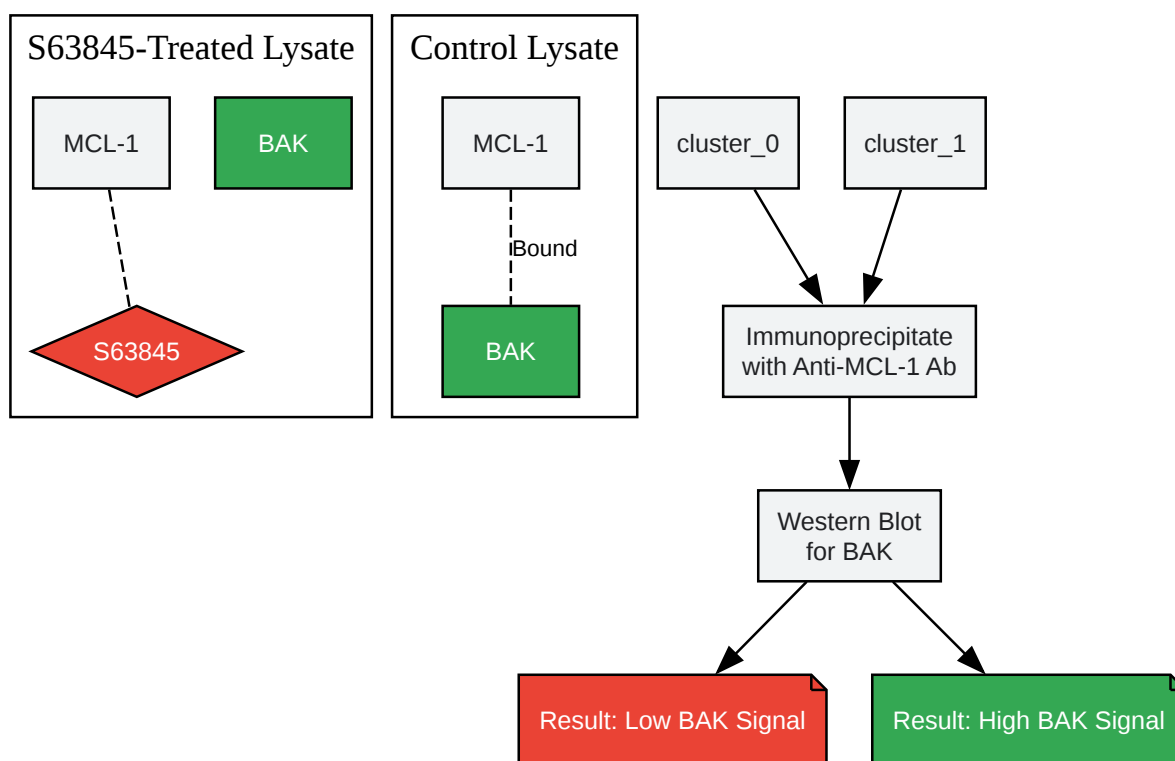 S63845-Treated Lysate
MCL-1
BAK
S63845
Control Lysate
MCL-1
Bound
BAK
cluster_0
cluster_1
Immunoprecipitate
with Anti-MCL-1 Ab
Western Blot
for BAK
Result: Low BAK Signal
Result: High BAK Signal